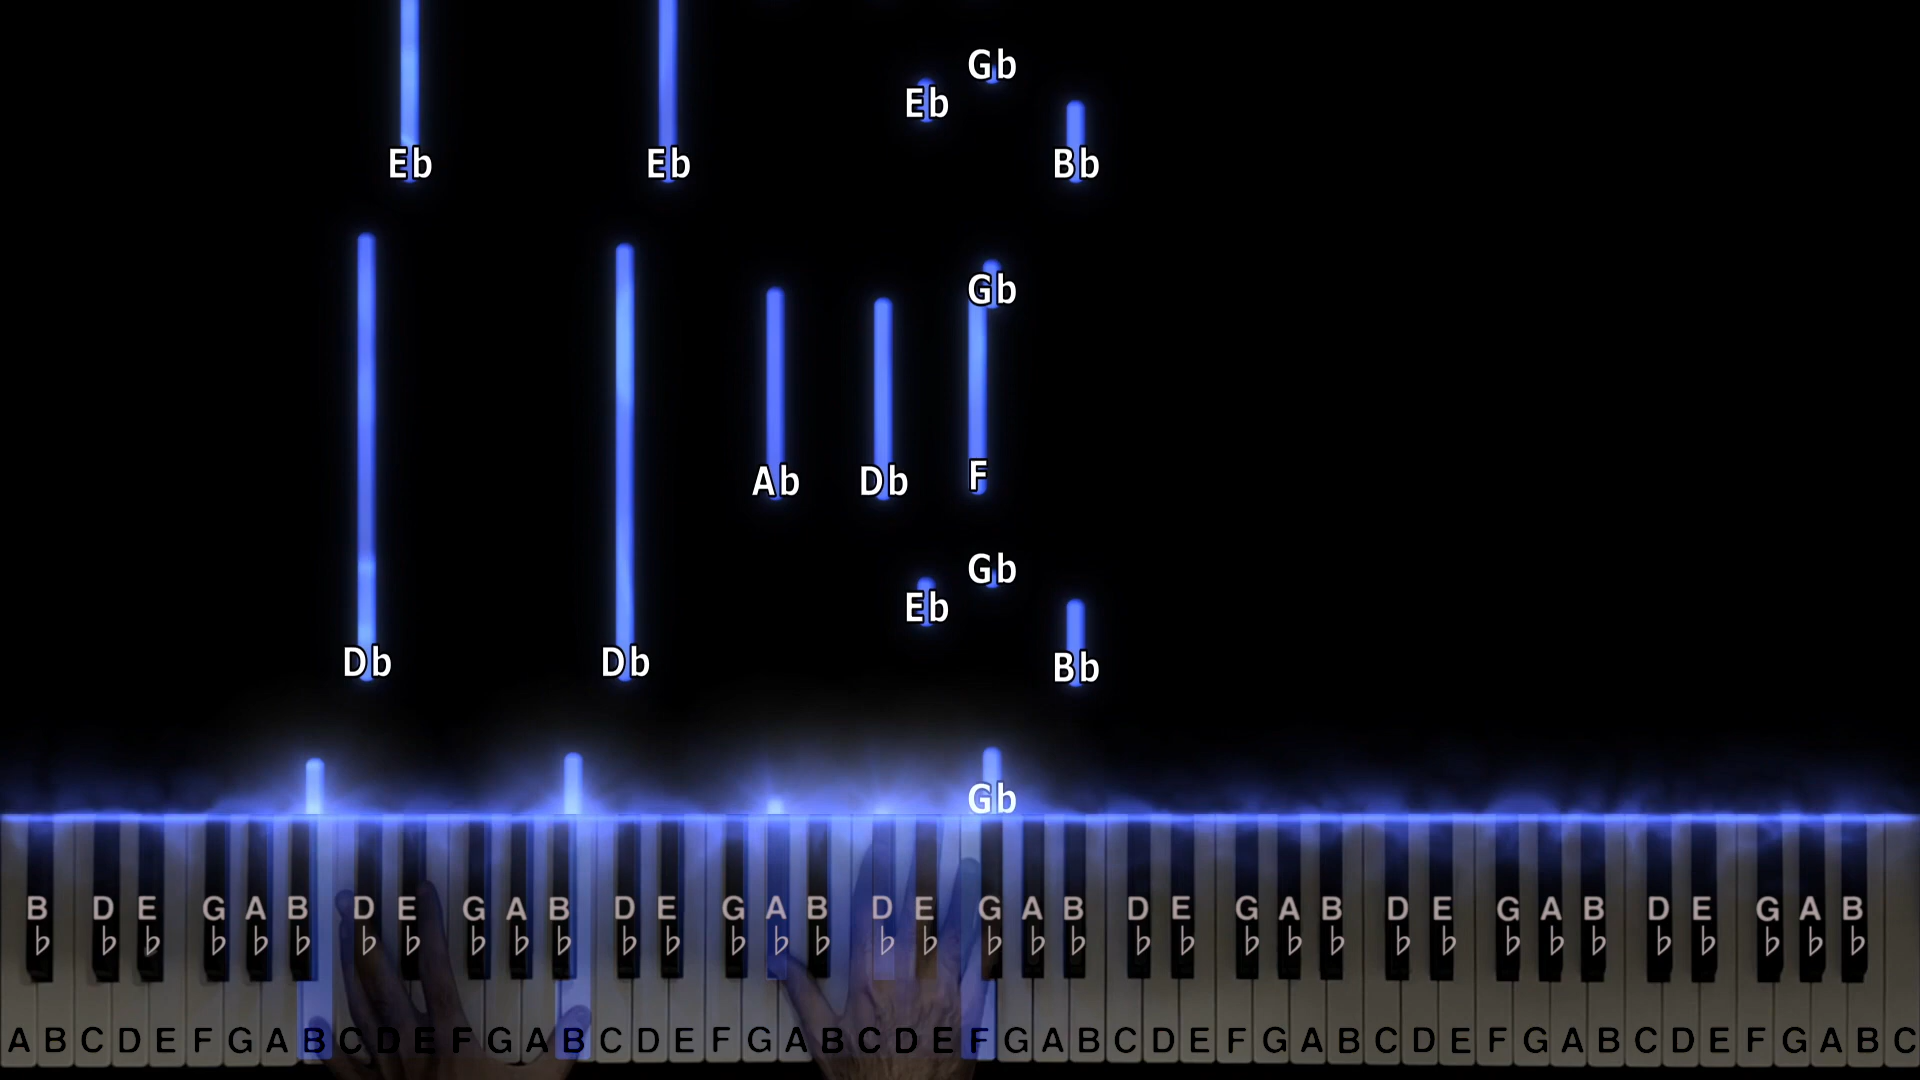 Gb
Eb
Eb Eb Bb
Gb
Ab Db F
Gb
Eb
Db Db Bb
Gb
B D E G A B D E G A B D E G A B D E G A B D E G A B D E G A B D E G A B
♭ ♭ ♭ ♭ ♭ ♭ ♭ ♭ ♭ ♭ ♭ ♭ ♭ ♭ ♭ ♭ ♭ ♭ ♭ ♭ ♭ ♭ ♭ ♭ ♭ ♭ ♭ ♭ ♭ ♭ ♭ ♭ ♭ ♭ ♭ ♭
A B C D E F G A B C D E F G A B C D E F G A B C D E F G A B C D E F G A B C D E F G A B C D E F G A B C